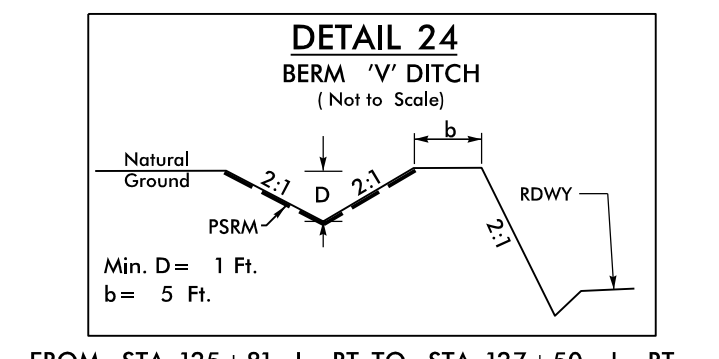 DETAIL 24
BERM 'V' DITCH
( Not to Scale)
b
Natural
Ground
2:1
D
2:1
RDWY
PSRM
2:1
Min. D = 1 Ft.
b = 5 Ft.